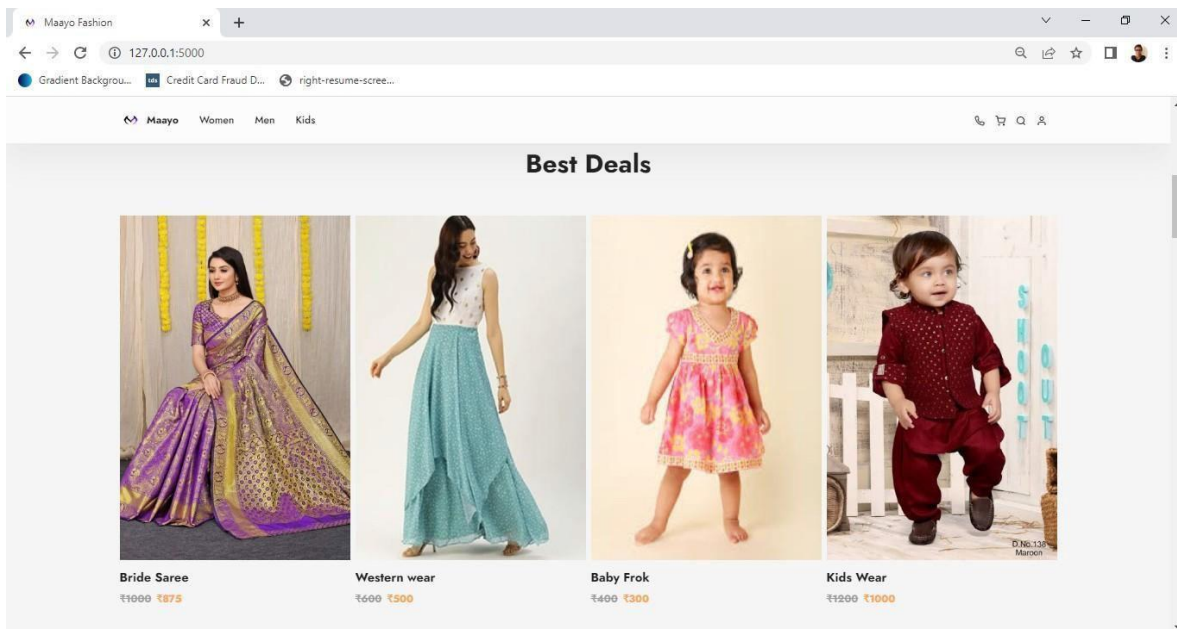 Maayo Fashion
127.0.0.1:5000
Gradient Backgrou... tds Credit Card Fraud D... right-resume-scree...
Maayo Women Men Kids
Best Deals
SHOOT
OUT
D.No.138
Maroon
Bride Saree Western wear Baby Frok Kids Wear
₹1000 ₹875 ₹600 ₹500 ₹400 ₹300 ₹1200 ₹1000